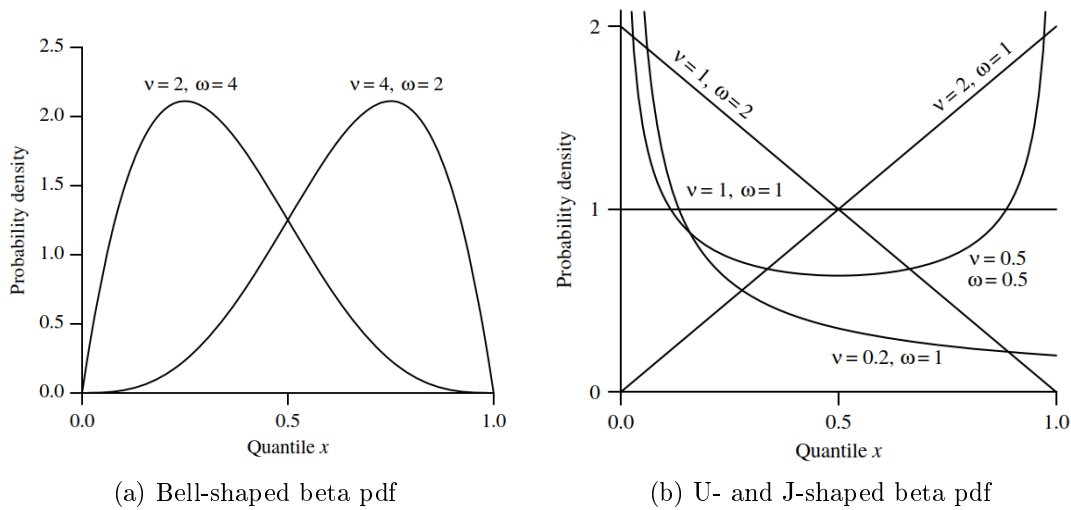 2.5
2.0
1.5
1.0
0.5
0.0
Probability density
ν = 2, ω = 4
ν = 4, ω = 2
0.0
0.5
1.0
Quantile x
(a) Bell-shaped beta pdf
2
1
0
Probability density
ν = 1, ω = 2
ν = 2, ω = 1
ν = 1, ω = 1
ν = 0.5
ω = 0.5
ν = 0.2, ω = 1
0.0
0.5
1.0
Quantile x
(b) U- and J-shaped beta pdf